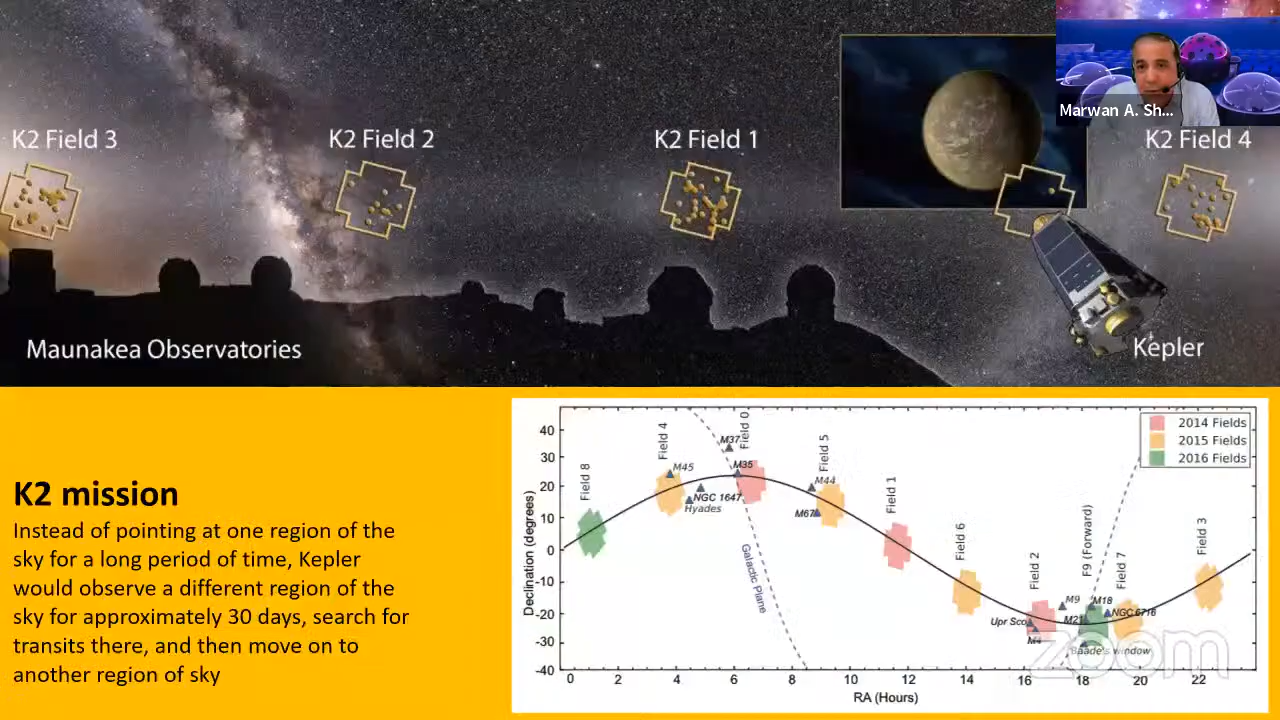 Marwan A. Sh...
K2 Field 3
K2 Field 2
K2 Field 1
K2 Field 4
Maunakea Observatories
Kepler
K2 mission
Instead of pointing at one region of the
sky for a long period of time, Kepler
would observe a different region of the
sky for approximately 30 days, search for
transits there, and then move on to
another region of sky
2014 Fields
2015 Fields
2016 Fields
Declination (degrees)
40
30
20
10
0
-10
-20
-30
-40
Field 8
Field 4
Field 0
Field 5
Field 1
Field 6
Field 2
F9 (Forward)
Field 7
Field 3
M37
M45
M35
NGC 1647
Hyades
M44
M67
Galactic Plane
M9
M18
Upr Sco
M21
NGC 6716
M4
Baade's window
0 2 4 6 8 10 12 14 16 18 20 22
RA (Hours)
zoom